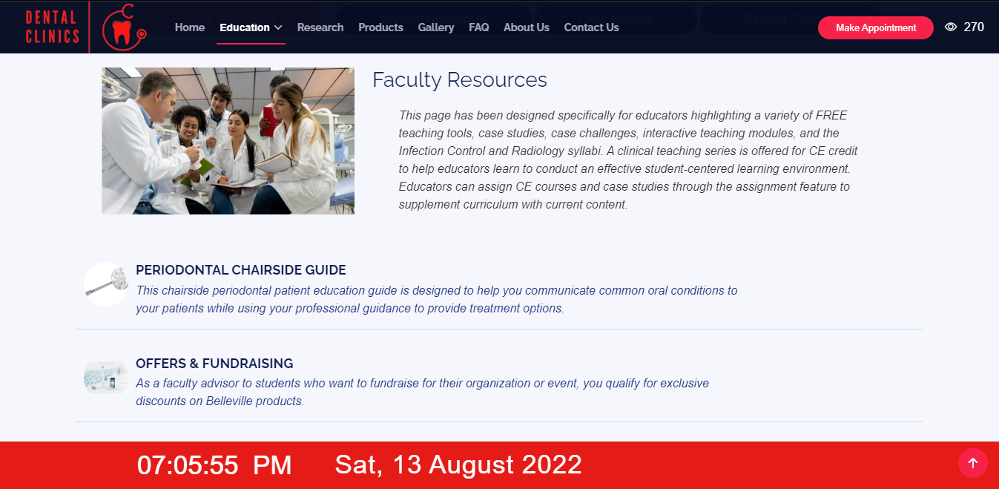 Faculty Resources
Student Resources
Case Studies
DENTAL
CLINICS
Home Education Research Products Gallery FAQ About Us Contact Us
Make Appointment
270
Faculty Resources
This page has been designed specifically for educators highlighting a variety of FREE
teaching tools, case studies, case challenges, interactive teaching modules, and the
Infection Control and Radiology syllabi. A clinical teaching series is offered for CE credit
to help educators learn to conduct an effective student-centered learning environment.
Educators can assign CE courses and case studies through the assignment feature to
supplement curriculum with current content.
PERIODONTAL CHAIRSIDE GUIDE
This chairside periodontal patient education guide is designed to help you communicate common oral conditions to
your patients while using your professional guidance to provide treatment options.
OFFERS & FUNDRAISING
As a faculty advisor to students who want to fundraise for their organization or event, you qualify for exclusive
discounts on Belleville products.
07:05:55 PM Sat, 13 August 2022